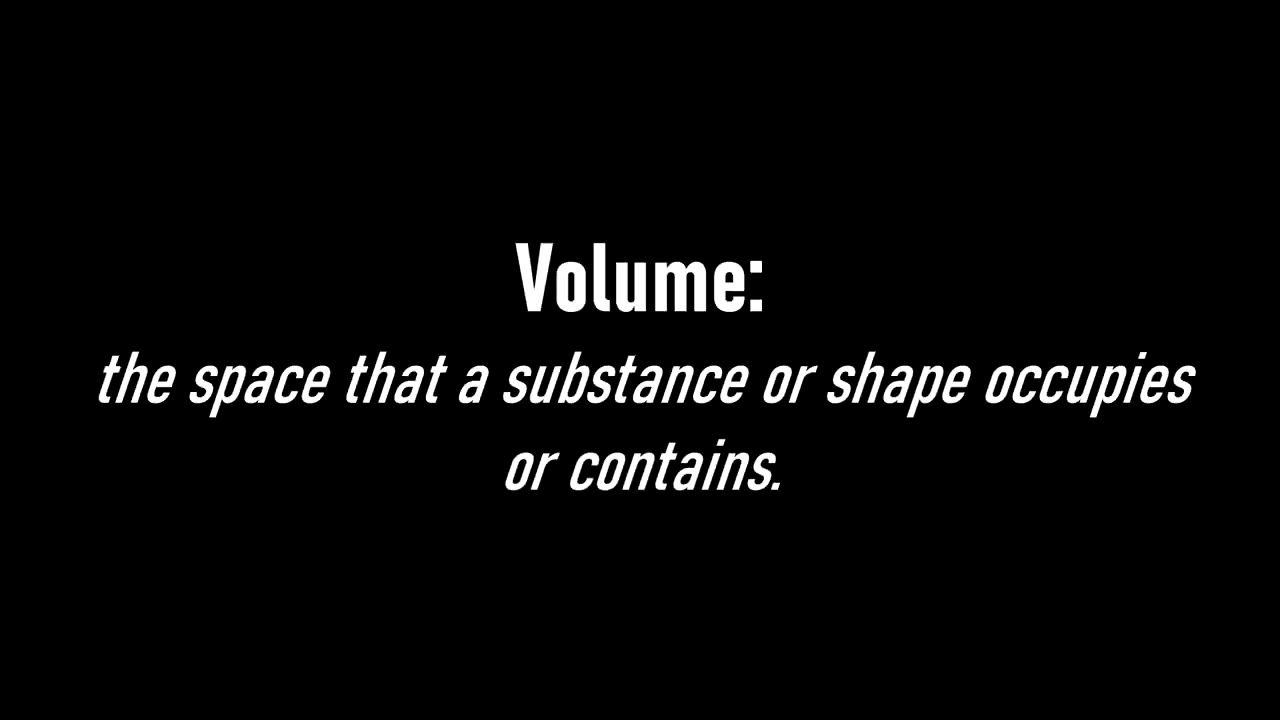 Volume:
the space that a substance or shape occupies
or contains.